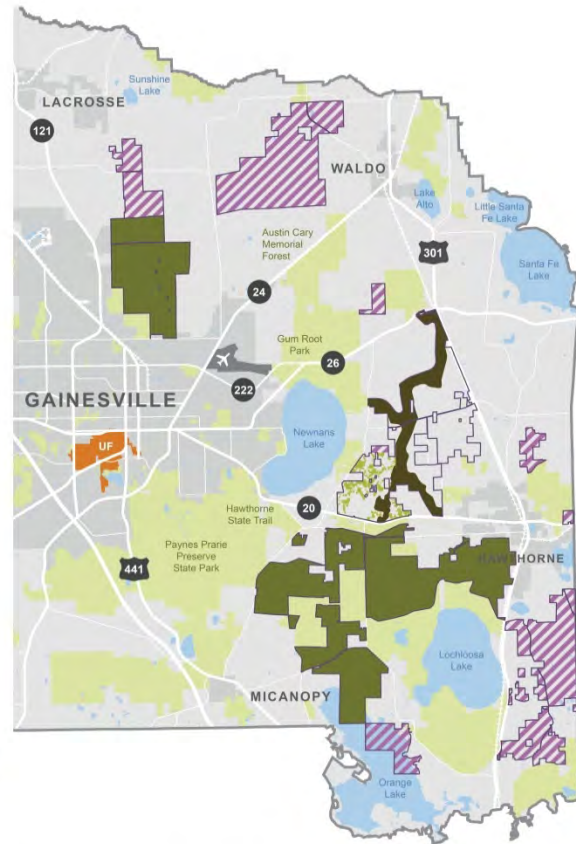 Sunshine
Lake
LACROSSE
121
WALDO
Lake
Alto
Little Santa
Fe Lake
Austin Cary
Memorial
Forest
301
Santa Fe
Lake
24
Gum Root
Park
26
222
GAINESVILLE
UF
Newnans
Lake
Hawthorne
State Trail
20
Paynes Prarie
Preserve
State Park
441
HAWTHORNE
Lochloosa
Lake
MICANOPY
Orange
Lake